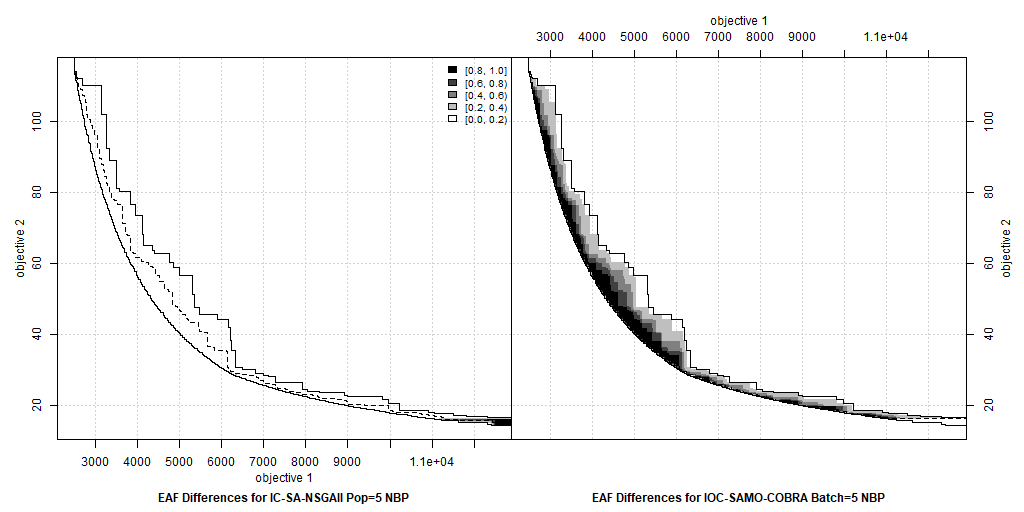 objective 1
3000 4000 5000 6000 7000 8000 9000 1.1e+04
[0.8, 1.0]
[0.6, 0.8)
[0.4, 0.6)
[0.2, 0.4)
[0.0, 0.2)
100
80
60
40
20
objective 2
100
80
60
40
20
objective 2
3000 4000 5000 6000 7000 8000 9000 1.1e+04
objective 1
EAF Differences for IC-SA-NSGAII Pop=5 NBP
EAF Differences for IOC-SAMO-COBRA Batch=5 NBP